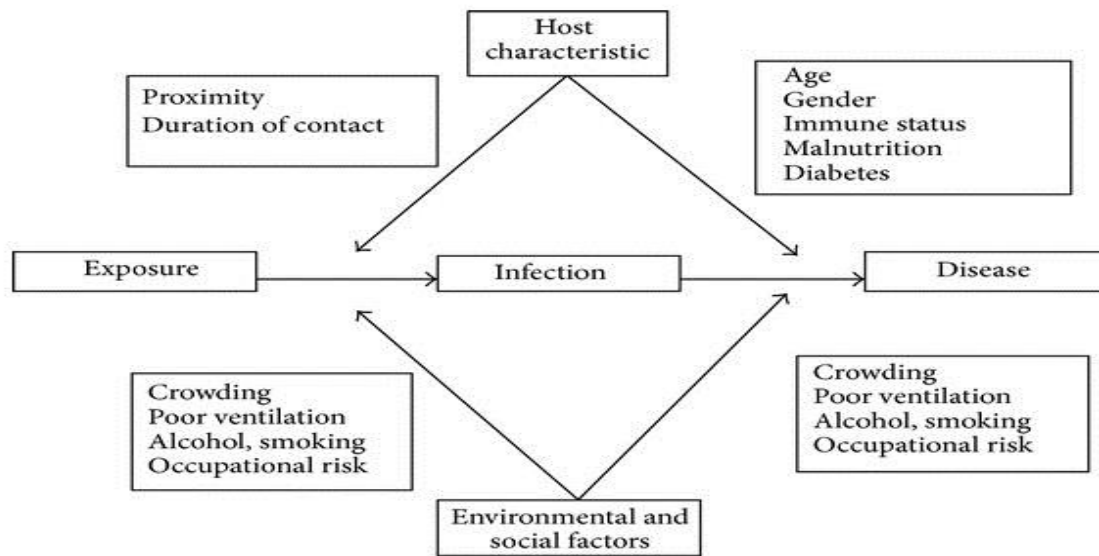 Host
characteristic
Proximity
Duration of contact
Age
Gender
Immune status
Malnutrition
Diabetes
Exposure
Infection
Disease
Crowding
Poor ventilation
Alcohol, smoking
Occupational risk
Crowding
Poor ventilation
Alcohol, smoking
Occupational risk
Environmental and
social factors